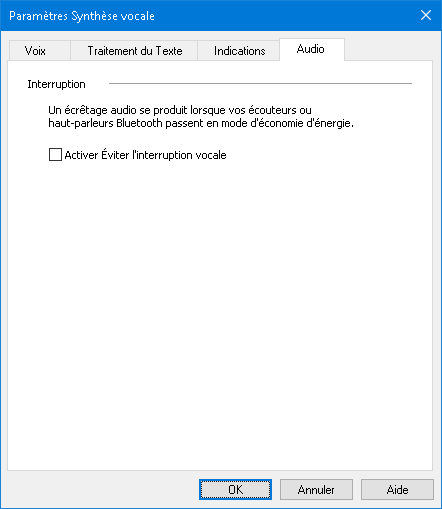 Paramètres Synthèse vocale
Voix
Traitement du Texte
Indications
Audio
Interruption
Un écrêtage audio se produit lorsque vos écouteurs ou
haut-parleurs Bluetooth passent en mode d'économie d'énergie.
Activer Éviter l'interruption vocale
OK
Annuler
Aide